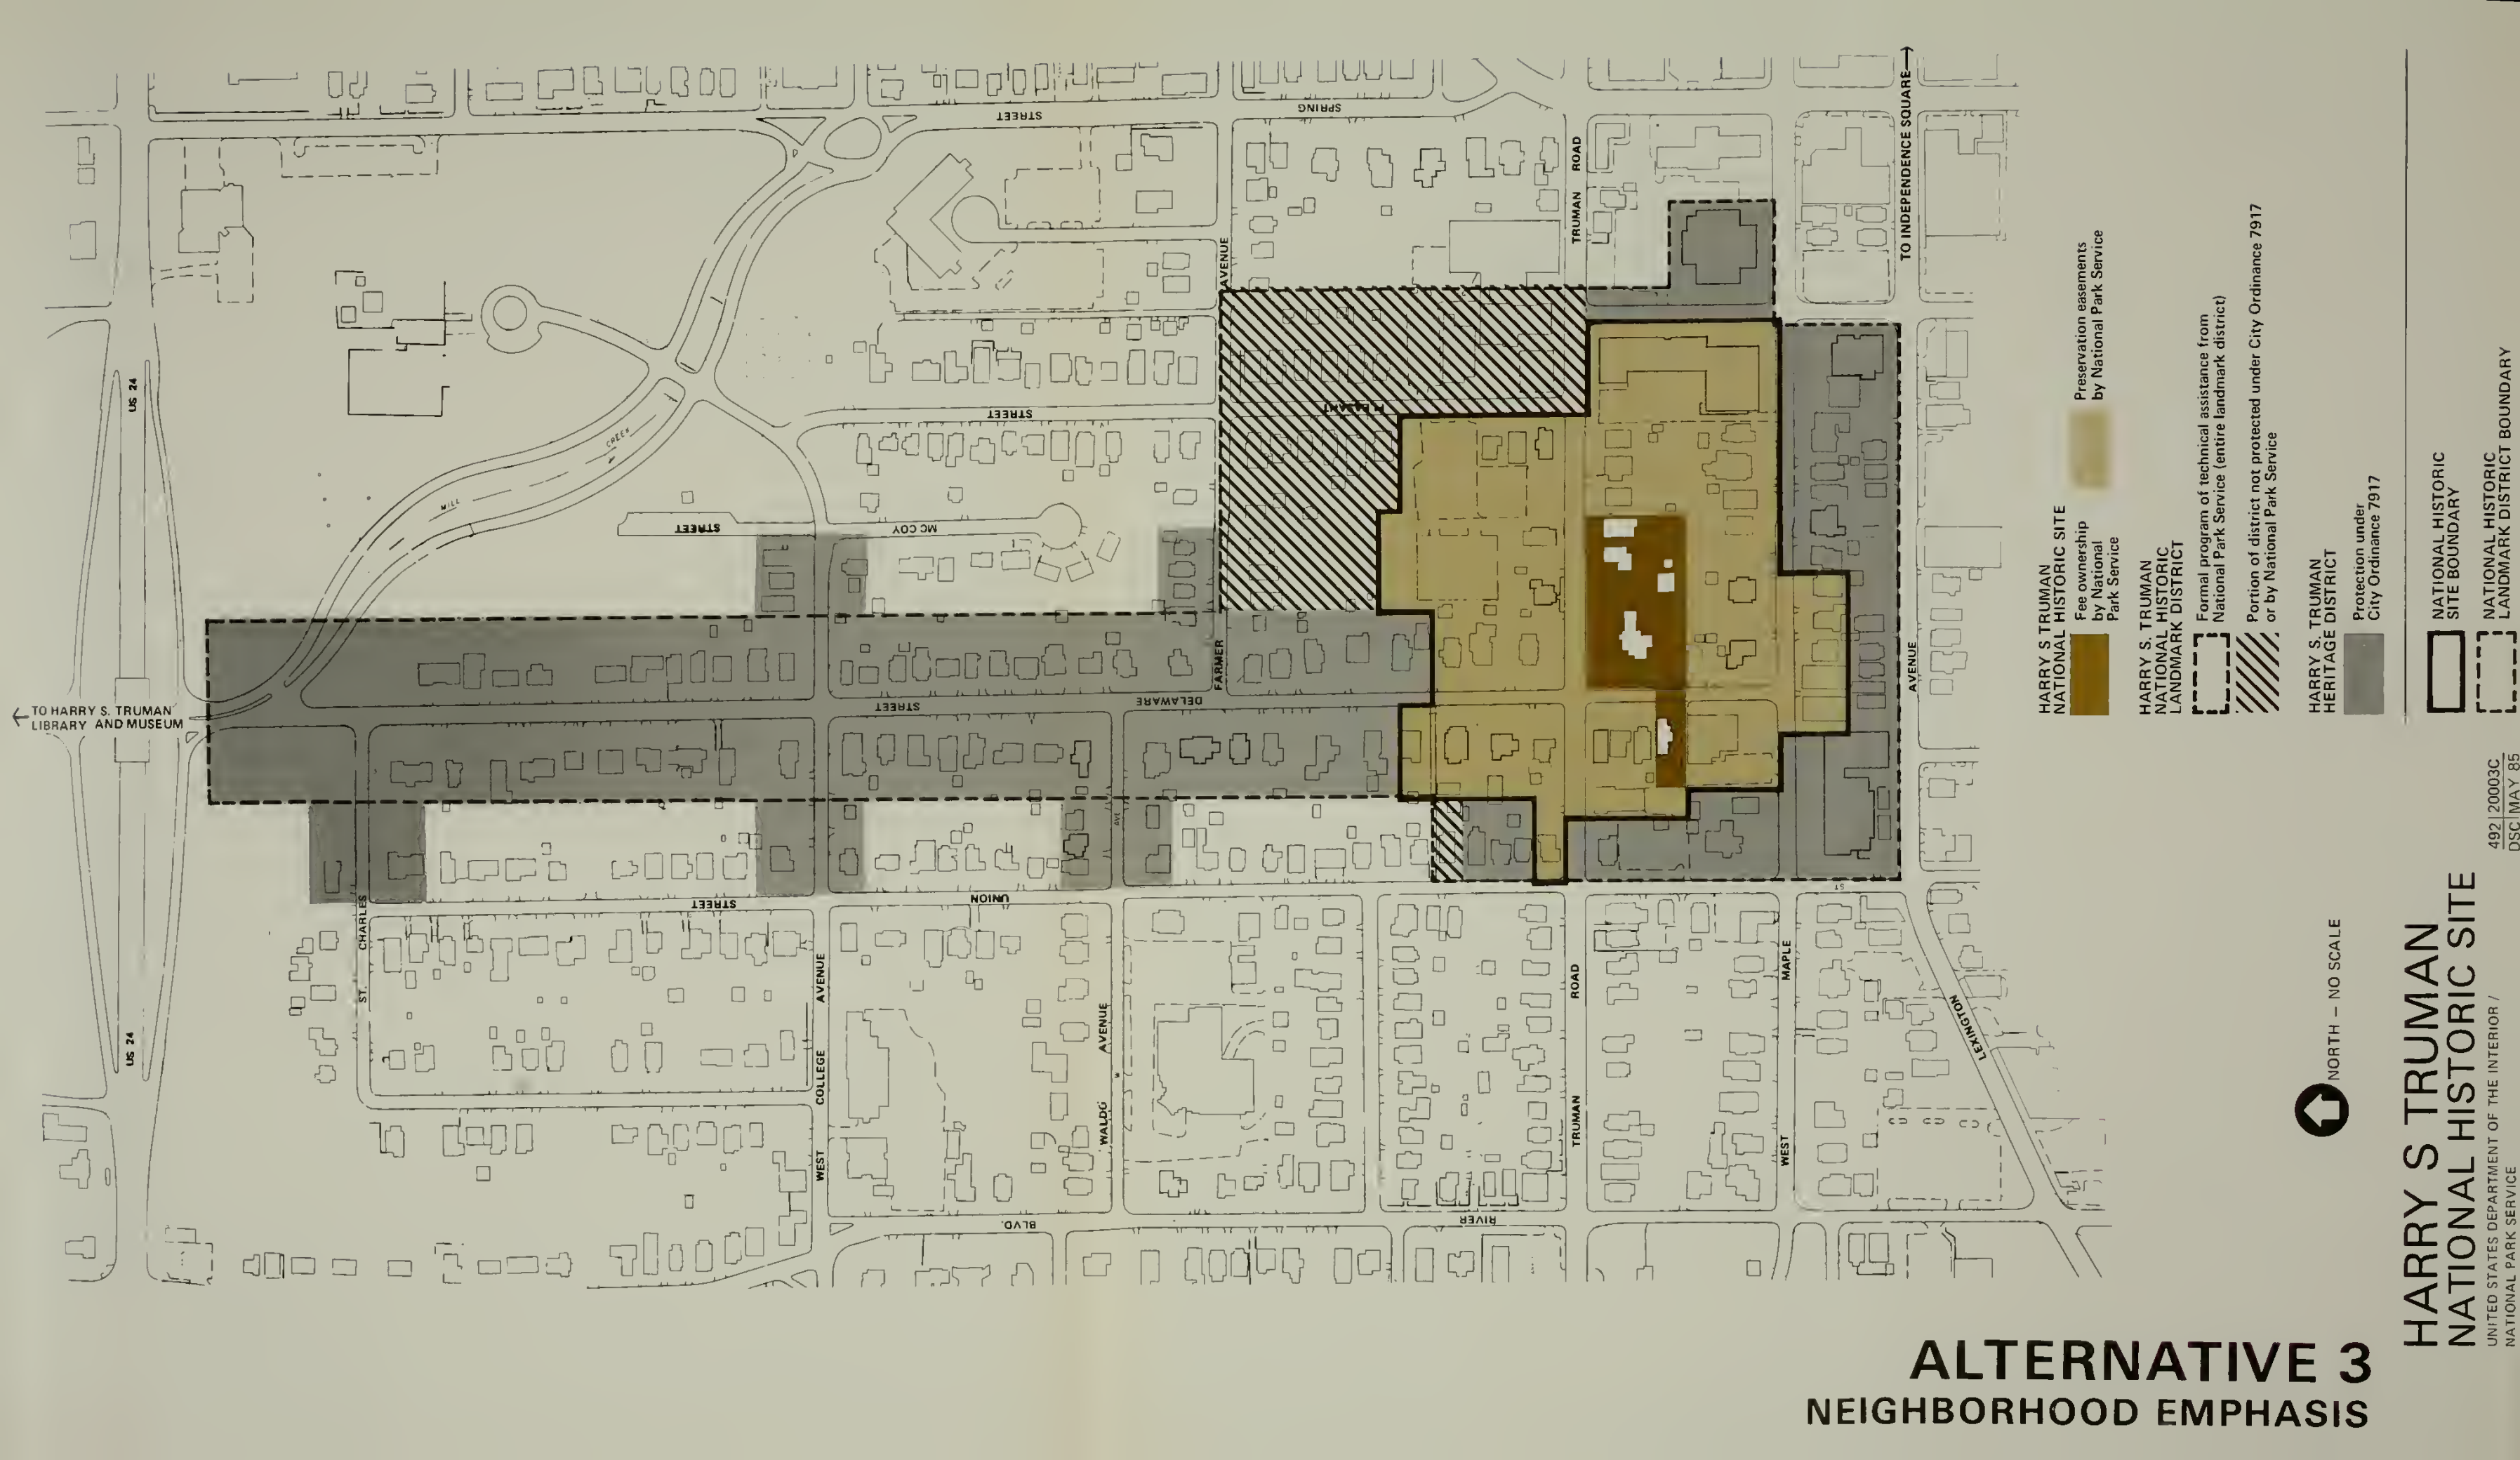 SPRING
STREET
TO INDEPENDENCE SQUARE
ROAD
TRUMAN
AVENUE
US 24
STREET
PLEASANT
CREEK
MILL
STREET
MC COY
FARMER
AVENUE
TO HARRY S. TRUMAN
LIBRARY AND MUSEUM
STREET
DELAWARE
AVE
STREET
UNION
ST
CHARLES
ST.
AVENUE
COLLEGE
WEST
AVENUE
W
WALDO
ROAD
TRUMAN
MAPLE
WEST
LEXINGTON
US 24
BLVD.
RIVER
HARRY S TRUMAN
NATIONAL HISTORIC SITE
Fee ownership
by National
Park Service
Preservation easements
by National Park Service
HARRY S. TRUMAN
NATIONAL HISTORIC
LANDMARK DISTRICT
Formal program of technical assistance from
National Park Service (entire landmark district)
Portion of district not protected under City Ordinance 7917
or by National Park Service
HARRY S. TRUMAN
HERITAGE DISTRICT
Protection under
City Ordinance 7917
NATIONAL HISTORIC
SITE BOUNDARY
NATIONAL HISTORIC
LANDMARK DISTRICT BOUNDARY
NORTH – NO SCALE
HARRY S TRUMAN
NATIONAL HISTORIC SITE
UNITED STATES DEPARTMENT OF THE INTERIOR /
NATIONAL PARK SERVICE
492 | 20003C
DSC | MAY 85
ALTERNATIVE 3
NEIGHBORHOOD EMPHASIS